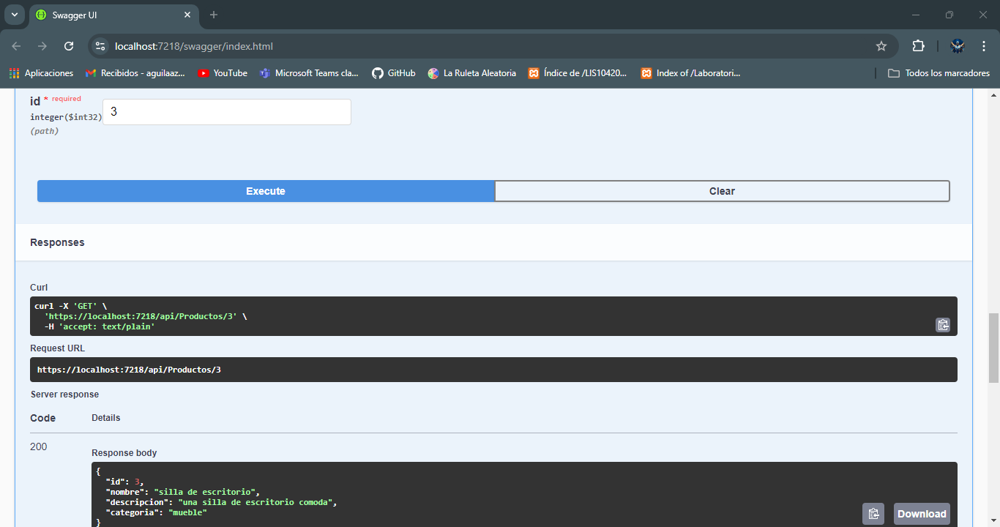 Swagger UI
localhost:7218/swagger/index.html
Aplicaciones
Recibidos - aguilaaz...
YouTube
Microsoft Teams cla...
GitHub
La Ruleta Aleatoria
Índice de /LIS10420...
Index of /Laboratori...
Todos los marcadores
id * required
integer($int32)
(path)
3
Execute
Clear
Responses
Curl
curl -X 'GET' \
'https://localhost:7218/api/Productos/3' \
-H 'accept: text/plain'
Request URL
https://localhost:7218/api/Productos/3
Server response
Code
Details
200
Response body
{
"id": 3,
"nombre": "silla de escritorio",
"descripcion": "una silla de escritorio comoda",
"categoria": "mueble"
}
Download